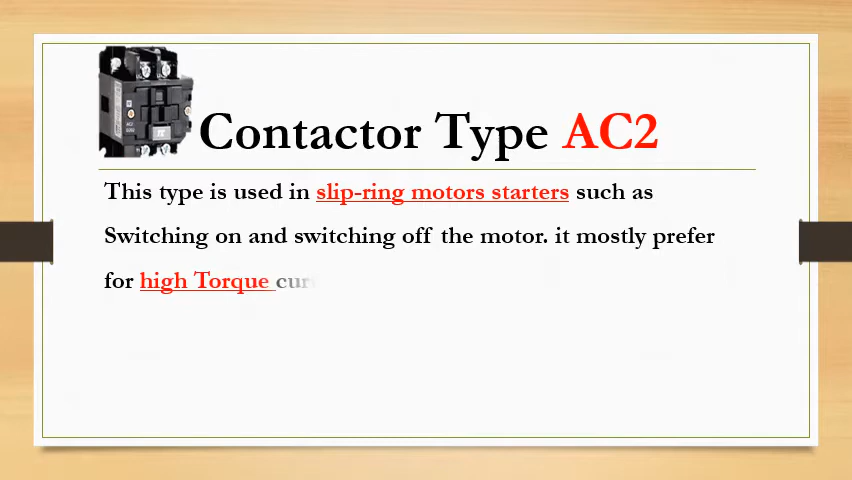 Contactor Type AC2
This type is used in slip-ring motors starters such as
Switching on and switching off the motor. it mostly prefer
for high Torque